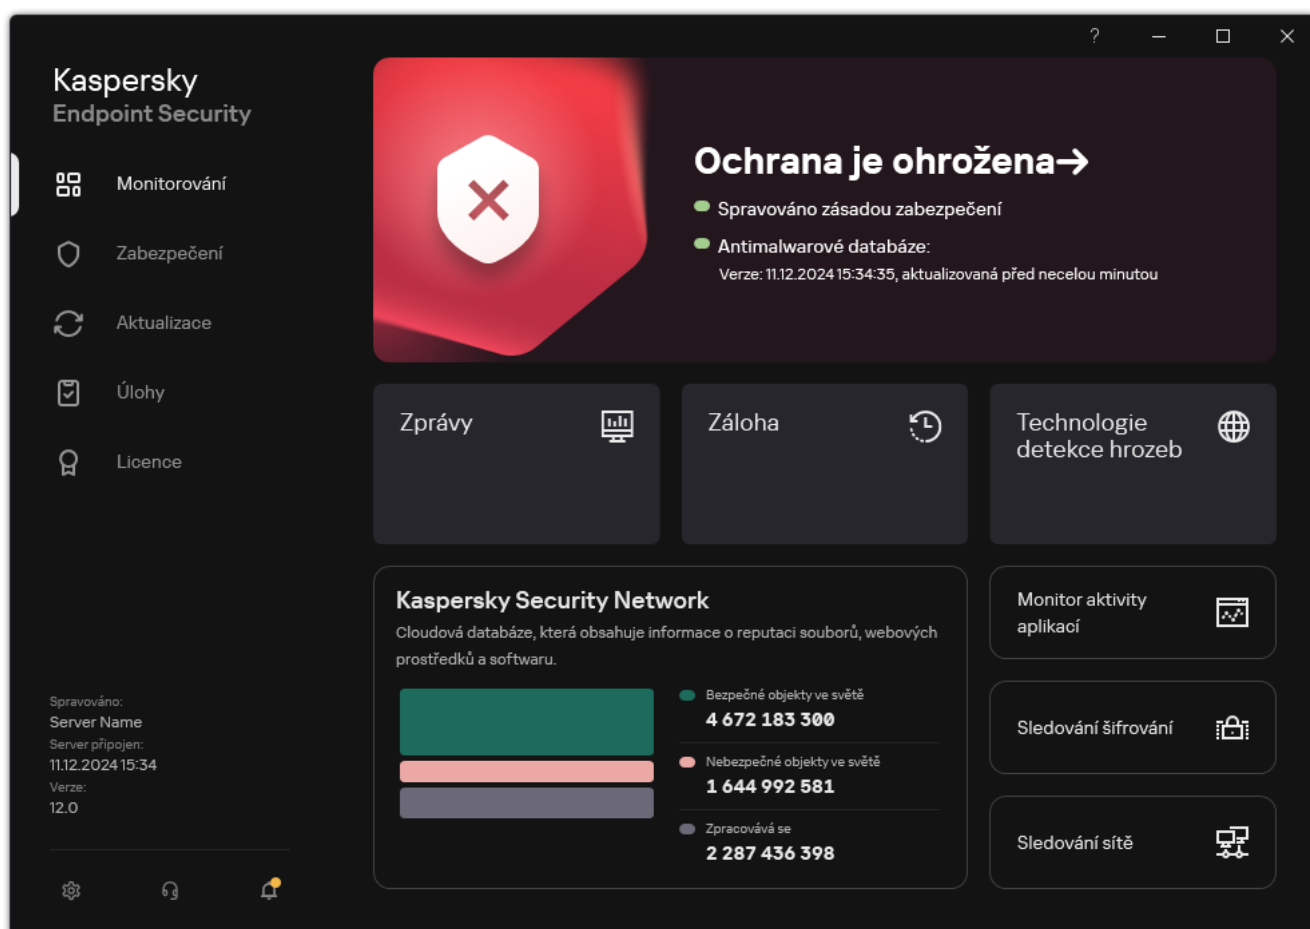 ?
Kaspersky
Endpoint Security
Monitorování
Zabezpečení
Aktualizace
Úlohy
Licence
Spravováno:
Server Name
Server připojen:
11.12.2024 15:34
Verze:
12.0
Ochrana je ohrožena→
Spravováno zásadou zabezpečení
Antimalwarové databáze:
Verze: 11.12.2024 15:34:35, aktualizovaná před necelou minutou
Zprávy
Záloha
Technologie
detekce hrozeb
Kaspersky Security Network
Cloudová databáze, která obsahuje informace o reputaci souborů, webových
prostředků a softwaru.
Bezpečné objekty ve světě
4 672 183 300
Nebezpečné objekty ve světě
1 644 992 581
Zpracovává se
2 287 436 398
Monitor aktivity
aplikací
Sledování šifrování
Sledování sítě